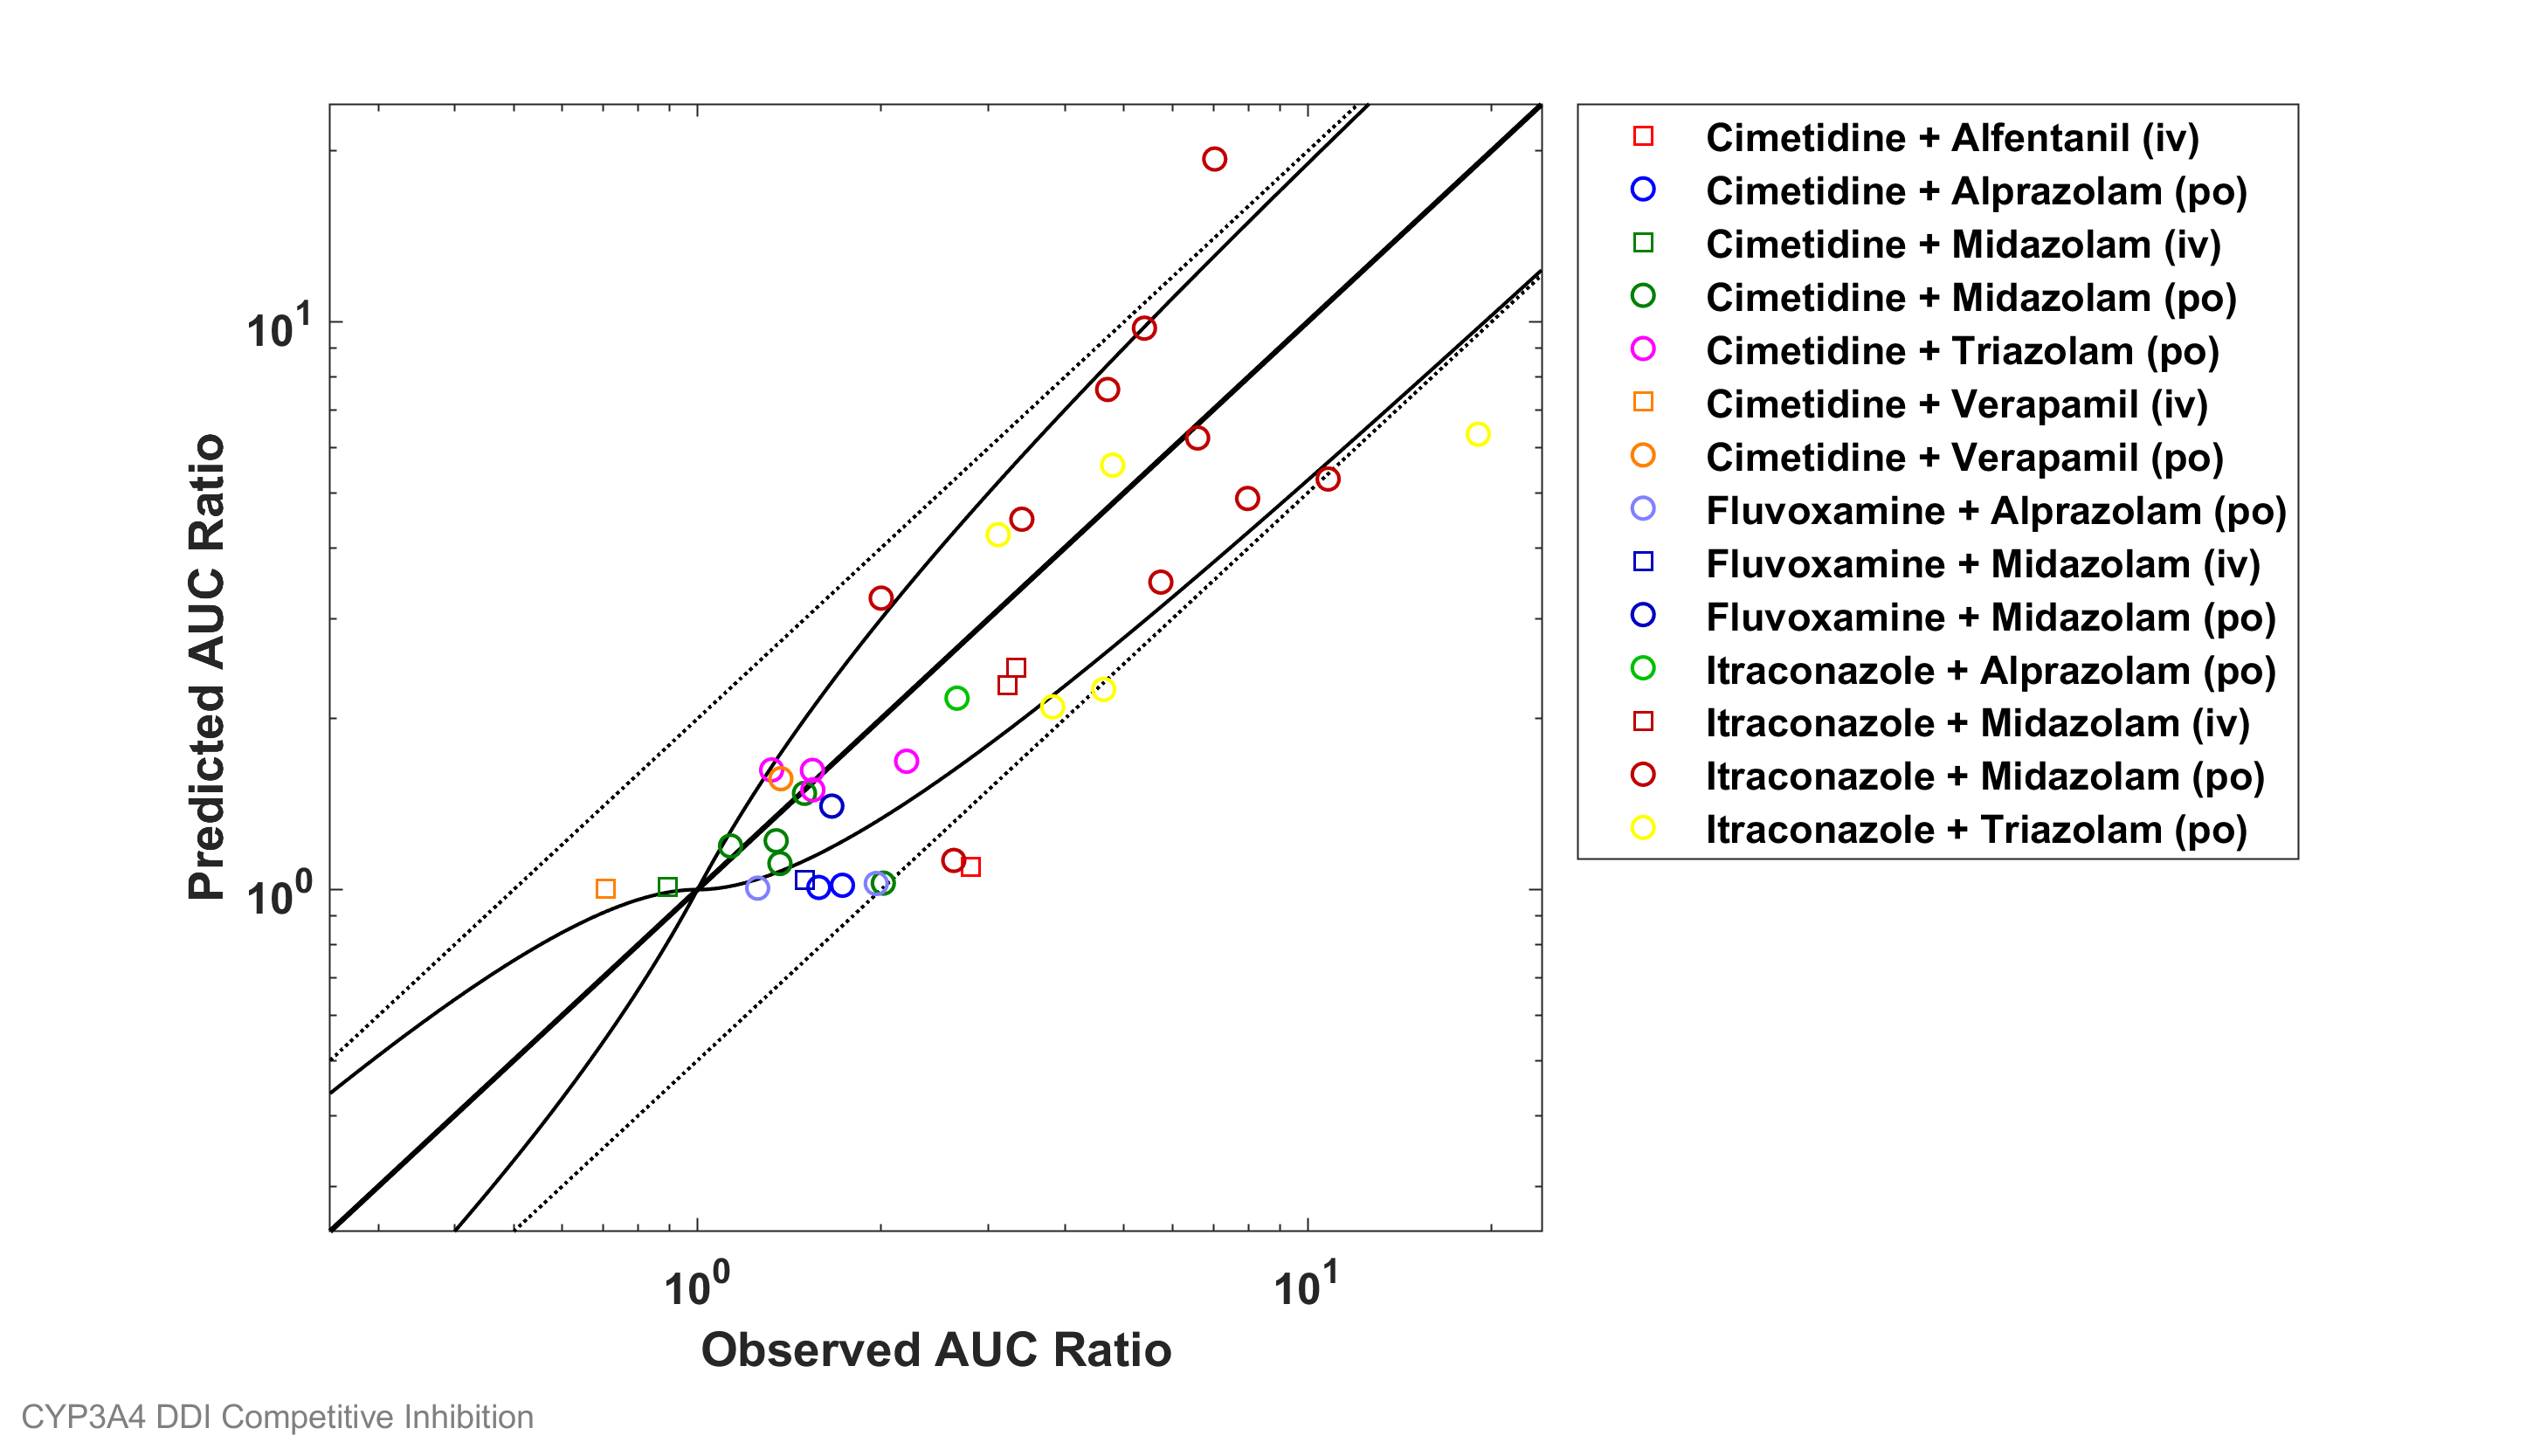 Cimetidine + Alfentanil (iv)
Cimetidine + Alprazolam (po)
Cimetidine + Midazolam (iv)
Cimetidine + Midazolam (po)
Cimetidine + Triazolam (po)
Cimetidine + Verapamil (iv)
Cimetidine + Verapamil (po)
Fluvoxamine + Alprazolam (po)
Fluvoxamine + Midazolam (iv)
Fluvoxamine + Midazolam (po)
Itraconazole + Alprazolam (po)
Itraconazole + Midazolam (iv)
Itraconazole + Midazolam (po)
Itraconazole + Triazolam (po)
Predicted AUC Ratio
10¹
10⁰
10⁰ 10¹
Observed AUC Ratio
CYP3A4 DDI Competitive Inhibition